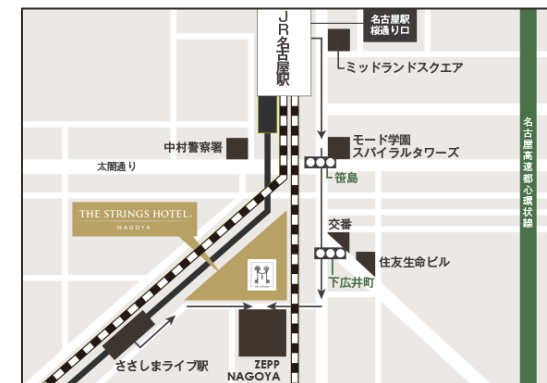 JR名古屋駅
名古屋駅
桜通り口
ミッドランドスクエア
中村警察署
モード学園
スパイラルタワーズ
太閤通り
笹島
名古屋高速都心環状線
THE STRINGS HOTEL.
NAGOYA
交番
住友生命ビル
下広井町
ささしまライブ駅
ZEPP
NAGOYA